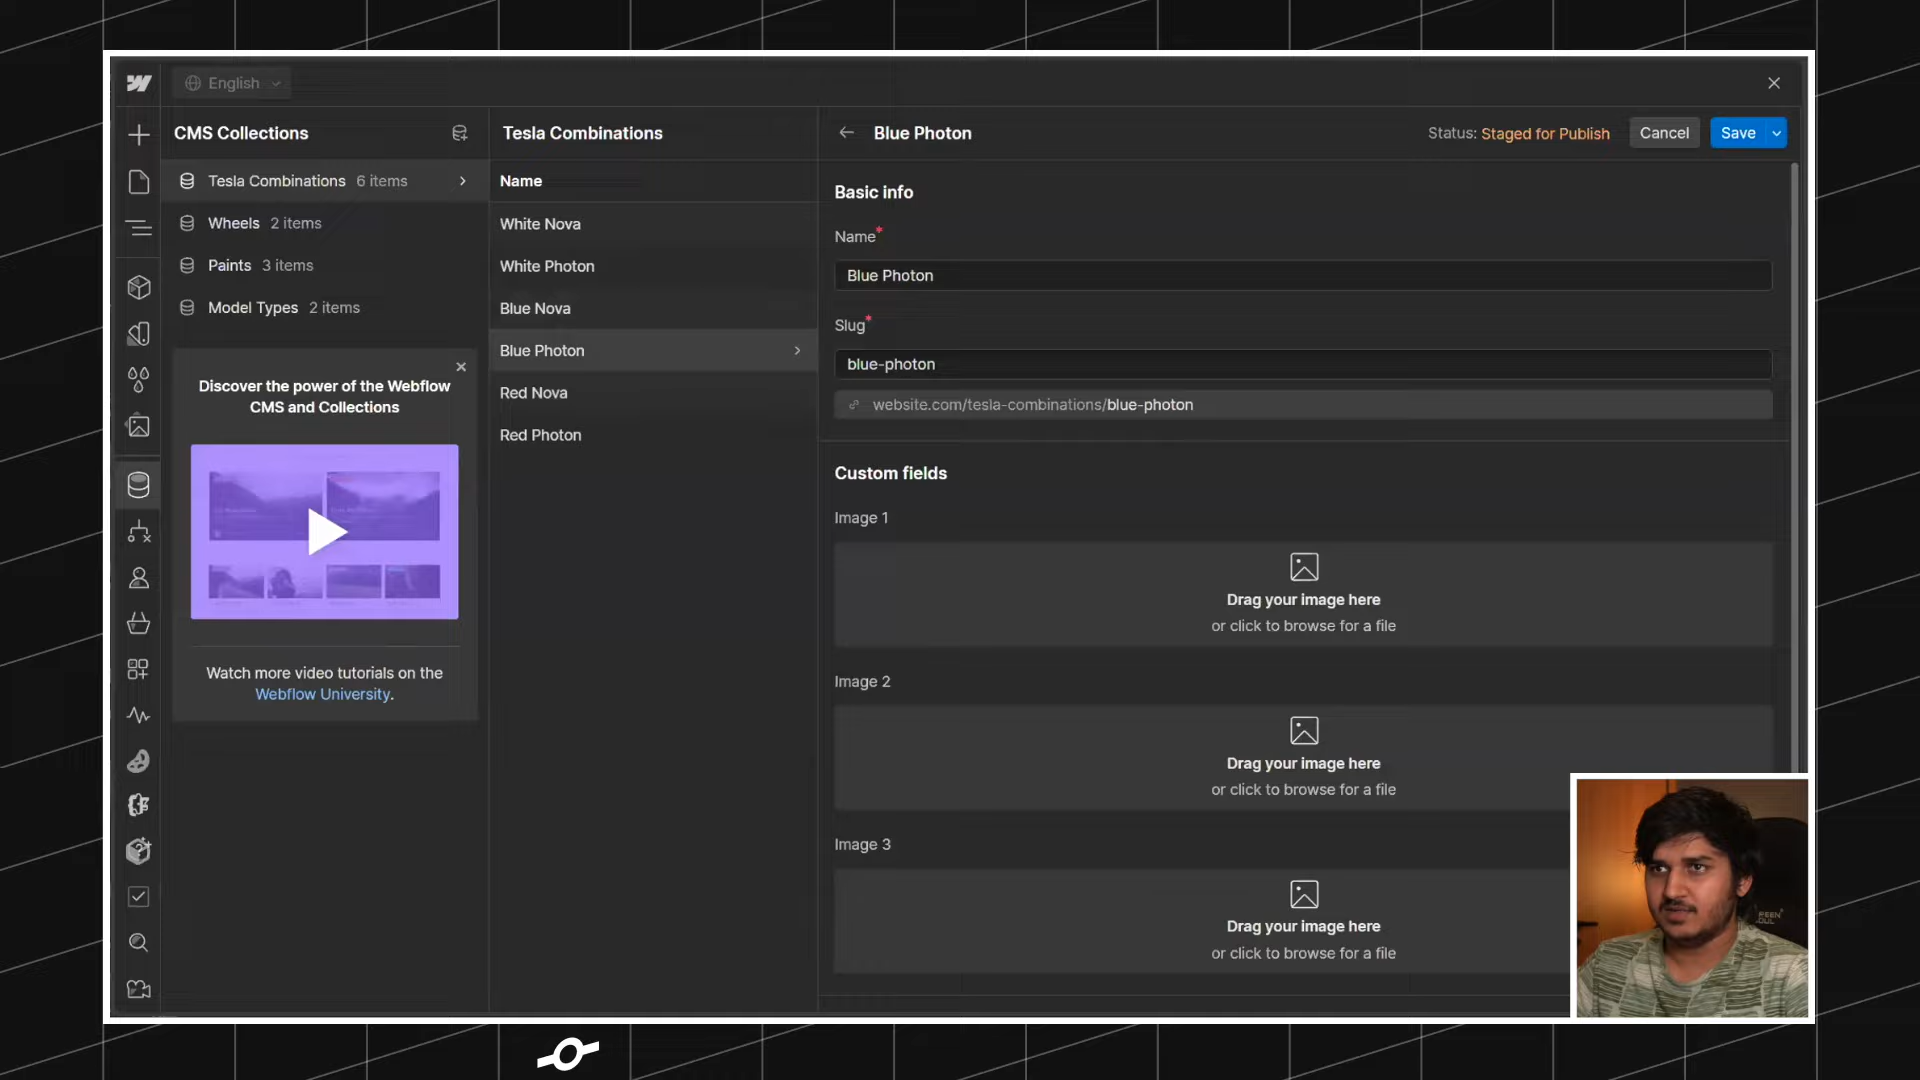 English
CMS Collections
Tesla Combinations 6 items
Wheels 2 items
Paints 3 items
Model Types 2 items
Discover the power of the Webflow
CMS and Collections
Watch more video tutorials on the
Webflow University.
Tesla Combinations
Name
White Nova
White Photon
Blue Nova
Blue Photon
Red Nova
Red Photon
Blue Photon
Status: Staged for Publish
Cancel
Save
Basic info
Name*
Blue Photon
Slug*
blue-photon
website.com/tesla-combinations/blue-photon
Custom fields
Image 1
Drag your image here
or click to browse for a file
Image 2
Drag your image here
or click to browse for a file
Image 3
Drag your image here
or click to browse for a file